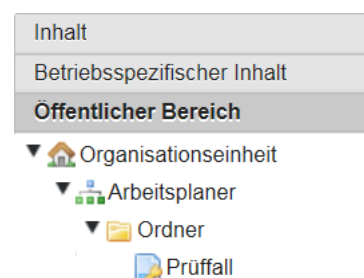 Inhalt
Betriebsspezifischer Inhalt
Öffentlicher Bereich
Organisationseinheit
Arbeitsplaner
Ordner
Prüffall